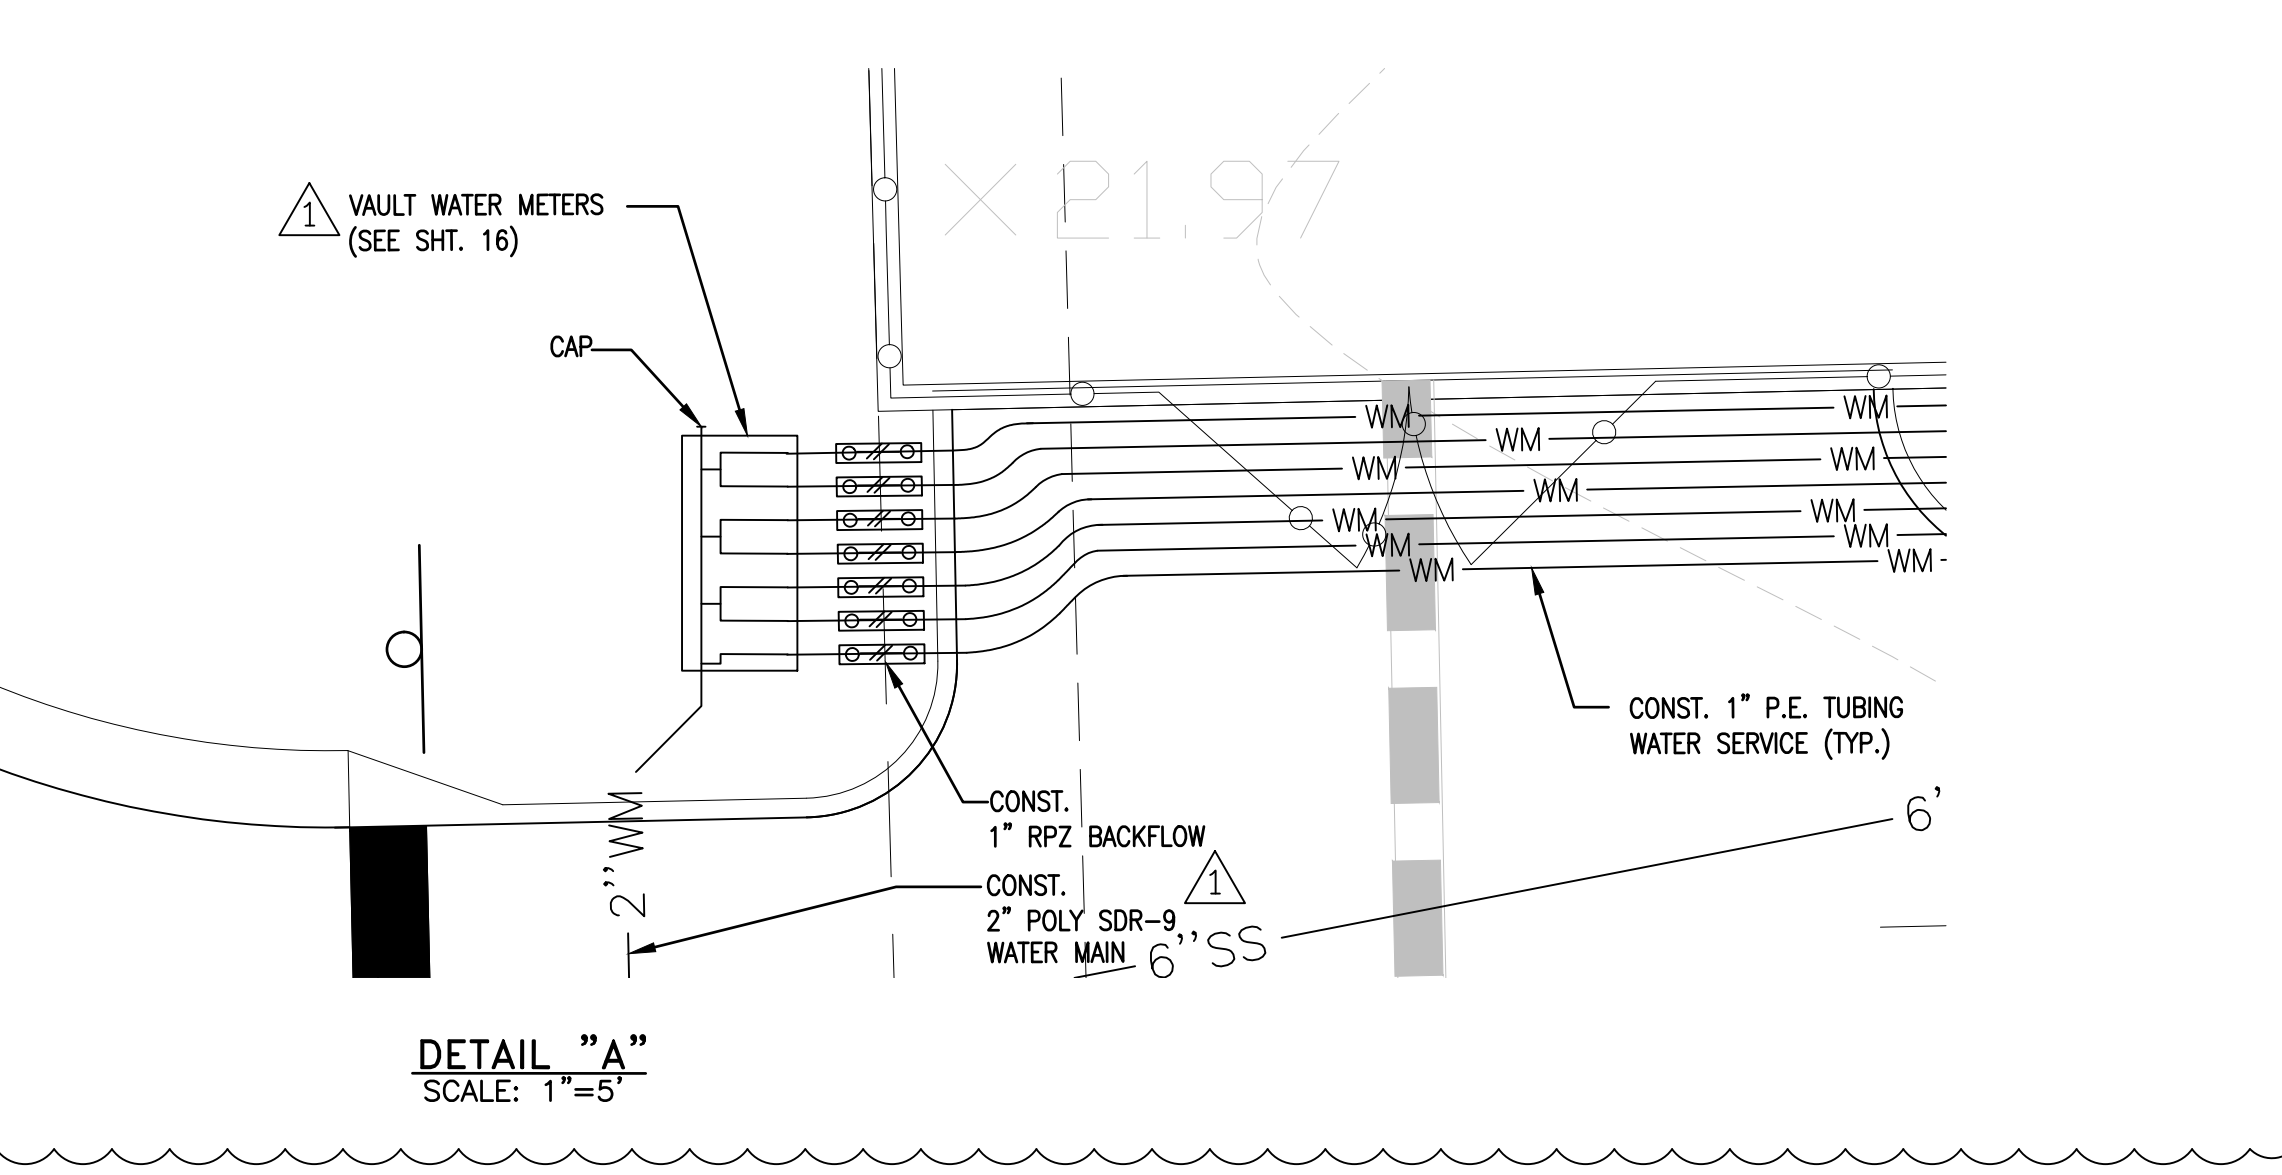 × 21.97
1
VAULT WATER METERS
(SEE SHT. 16)
CAP
WM WM
WM
WM WM
WM
WM WM
WM WM
WM WM
CONST. 1" P.E. TUBING
WATER SERVICE (TYP.)
6'
CONST.
1" RPZ BACKFLOW
1
CONST.
2" POLY SDR-9
WATER MAIN
6"SS
2"WM
DETAIL "A"
SCALE: 1"=5'